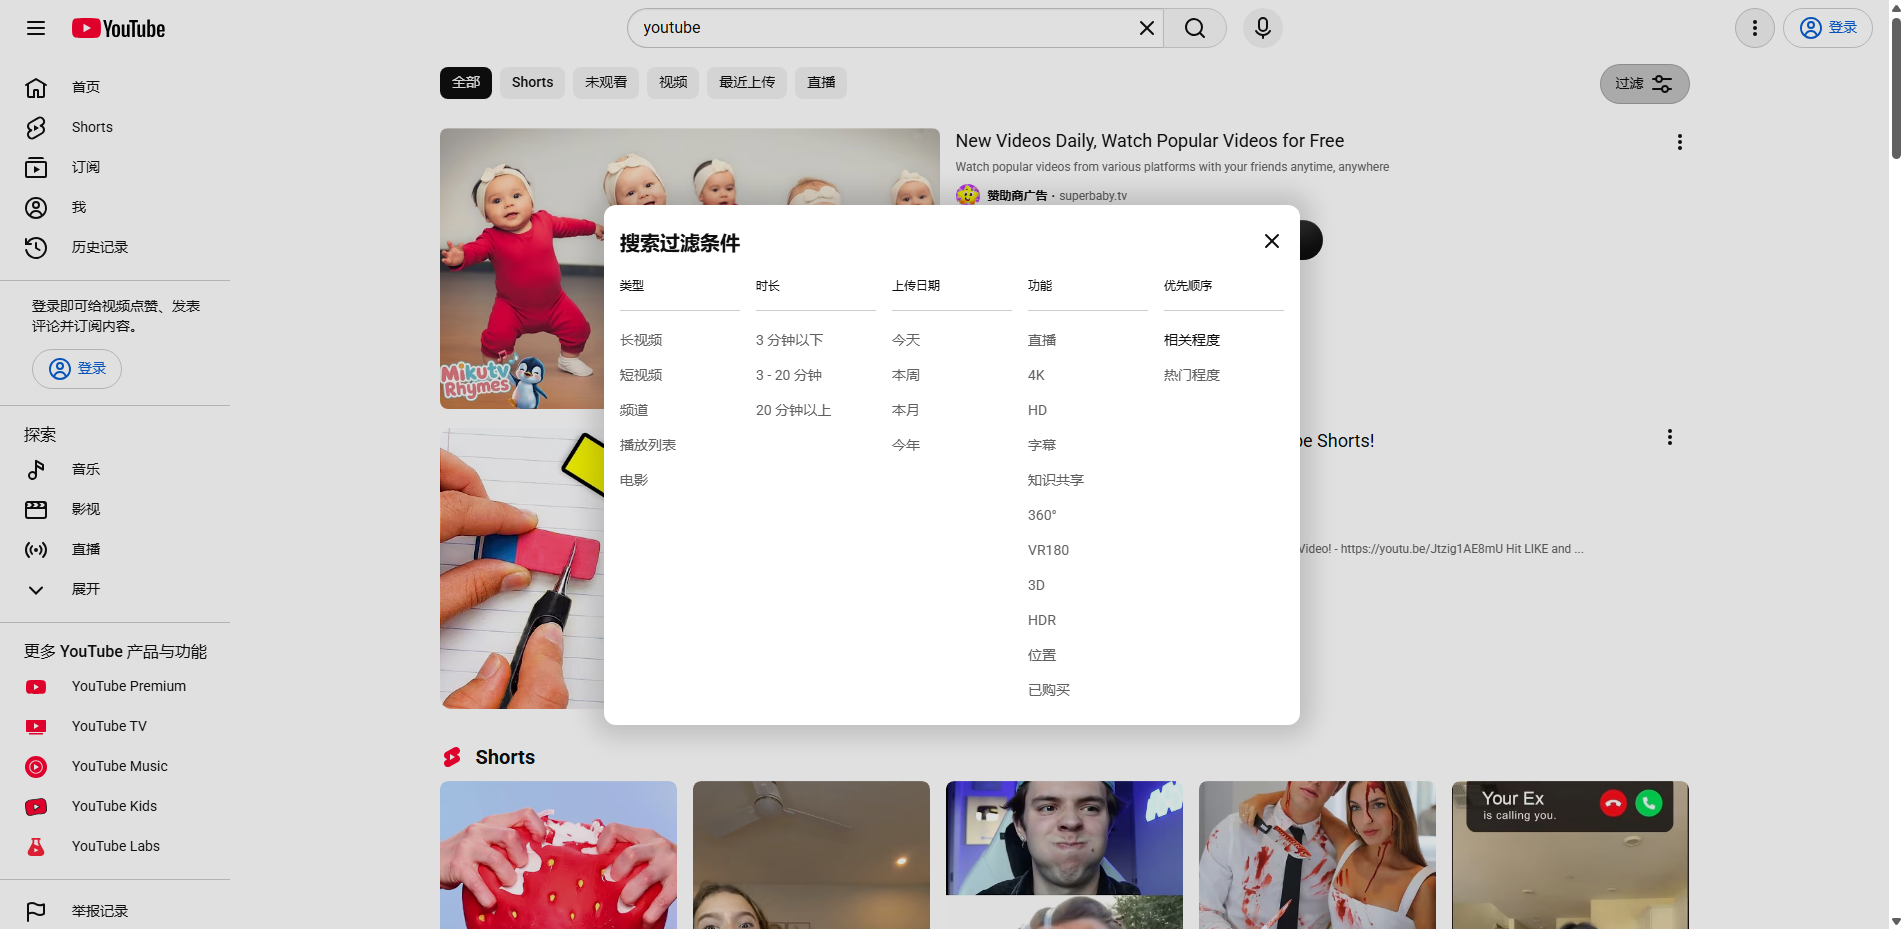 YouTube
youtube
登录
首页
Shorts
订阅
我
历史记录
登录即可给视频点赞、发表
评论并订阅内容。
登录
探索
音乐
影视
直播
展开
更多 YouTube 产品与功能
YouTube Premium
YouTube TV
YouTube Music
YouTube Kids
YouTube Labs
举报记录
全部
Shorts
未观看
视频
最近上传
直播
过滤
New Videos Daily, Watch Popular Videos for Free
Watch popular videos from various platforms with your friends anytime, anywhere
赞助商广告 · superbaby.tv
Mikutv
Rhymes
搜索过滤条件
类型
长视频
短视频
频道
播放列表
电影
时长
3 分钟以下
3 - 20 分钟
20 分钟以上
上传日期
今天
本周
本月
今年
功能
直播
4K
HD
字幕
知识共享
360°
VR180
3D
HDR
位置
已购买
优先顺序
相关程度
热门程度
Shorts!
Video! - https://youtu.be/Jtzig1AE8mU Hit LIKE and ...
Shorts
Your Ex
is calling you.